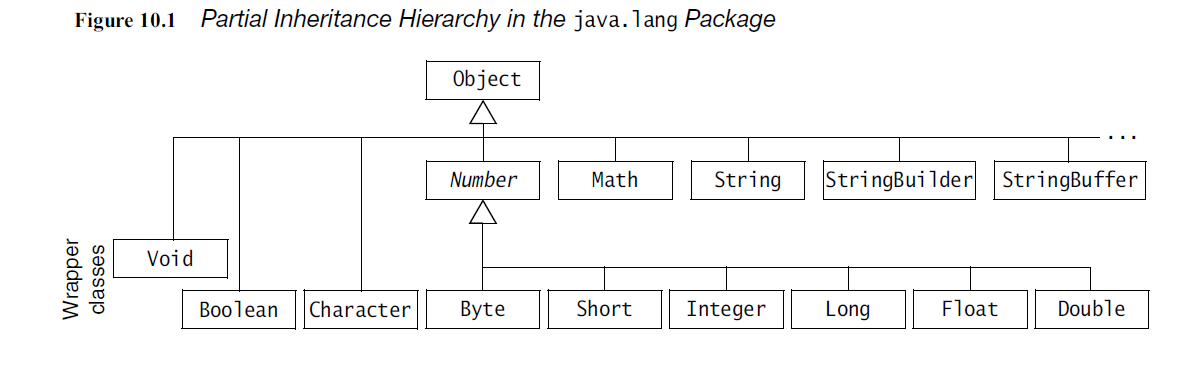 Figure 10.1 Partial Inheritance Hierarchy in the java.lang Package
Object
...
Number Math String StringBuilder StringBuffer
Wrapper
classes
Void
Boolean Character Byte Short Integer Long Float Double